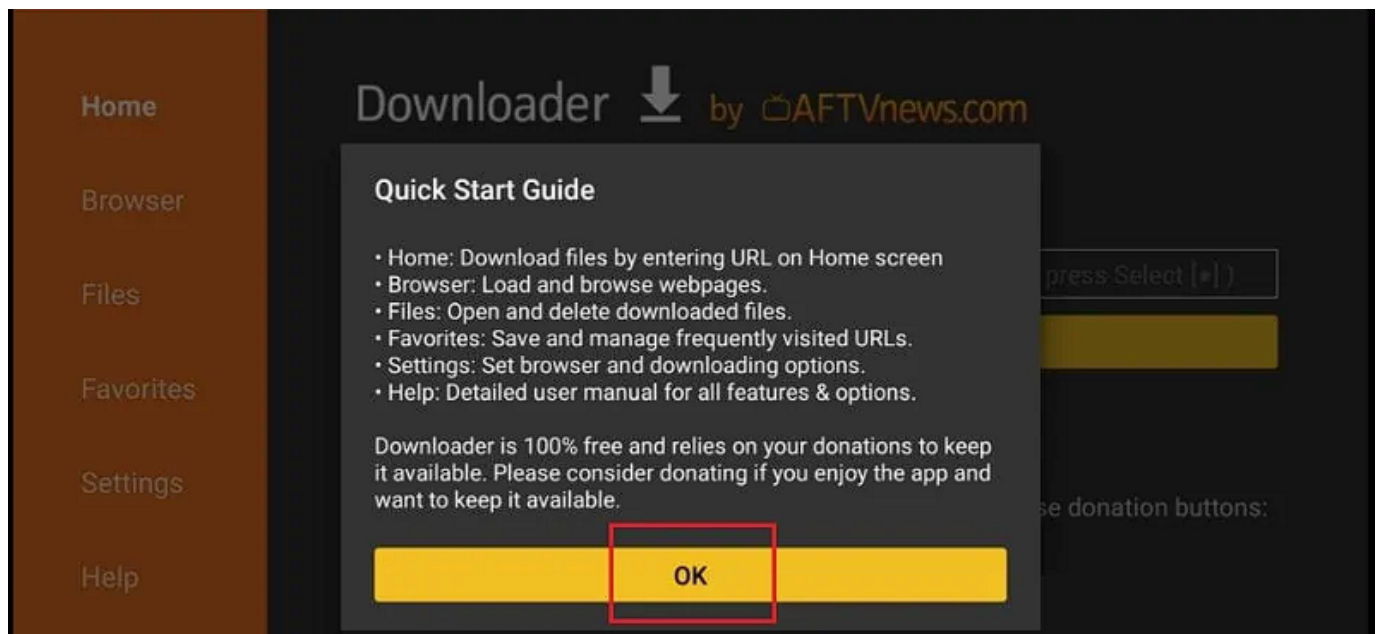 Home
Browser
Files
Favorites
Settings
Help
Downloader by AFTVnews.com
Quick Start Guide
• Home: Download files by entering URL on Home screen
• Browser: Load and browse webpages.
• Files: Open and delete downloaded files.
• Favorites: Save and manage frequently visited URLs.
• Settings: Set browser and downloading options.
• Help: Detailed user manual for all features & options.
Downloader is 100% free and relies on your donations to keep
it available. Please consider donating if you enjoy the app and
want to keep it available.
OK
press Select [●] )
se donation buttons: